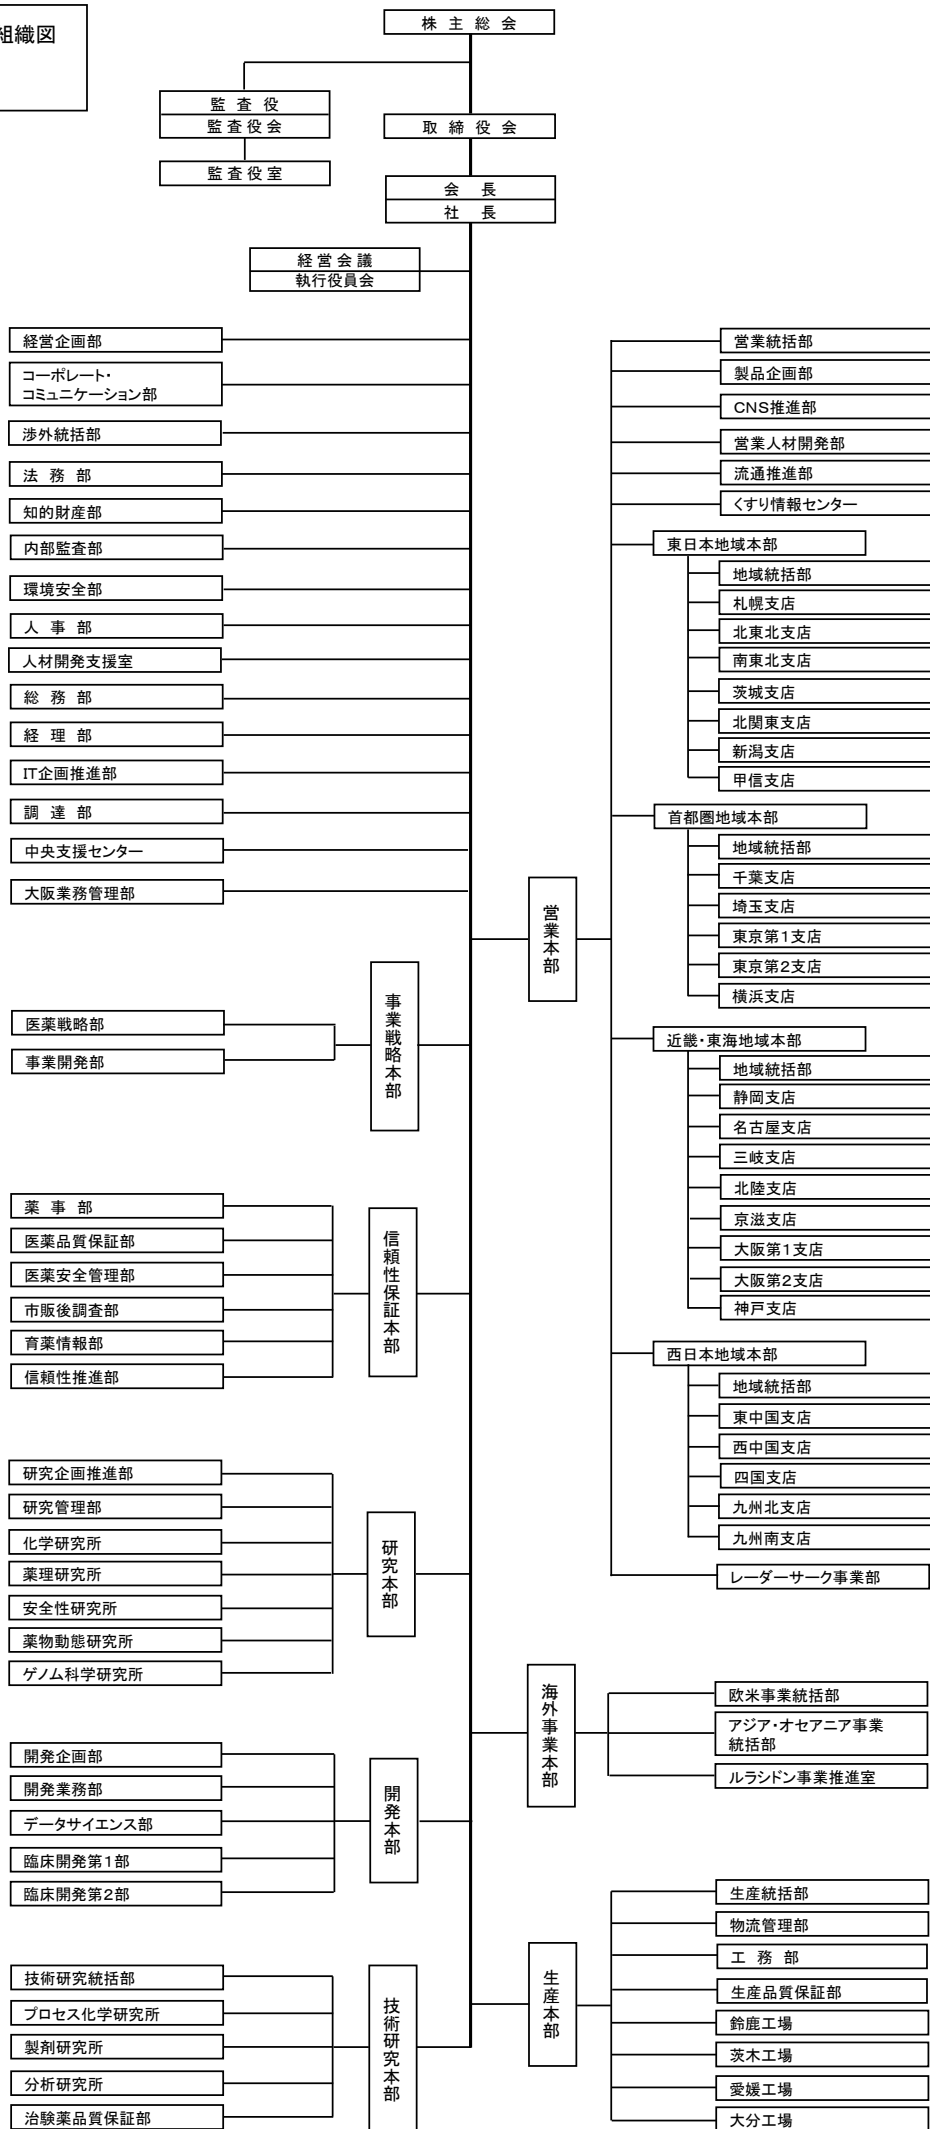 組織図
株 主 総 会
監 査 役
監 査 役 会
取 締 役 会
監 査 役 室
会 長
社 長
経 営 会 議
執行役員会
経営企画部
コーポレート・
コミュニケーション部
渉外統括部
法 務 部
知的財産部
内部監査部
環境安全部
人 事 部
人材開発支援室
総 務 部
経 理 部
IT企画推進部
調 達 部
中央支援センター
大阪業務管理部
事業戦略本部
医薬戦略部
事業開発部
信頼性保証本部
薬 事 部
医薬品質保証部
医薬安全管理部
市販後調査部
育薬情報部
信頼性推進部
研究本部
研究企画推進部
研究管理部
化学研究所
薬理研究所
安全性研究所
薬物動態研究所
ゲノム科学研究所
開発本部
開発企画部
開発業務部
データサイエンス部
臨床開発第1部
臨床開発第2部
技術研究本部
技術研究統括部
プロセス化学研究所
製剤研究所
分析研究所
治験薬品質保証部
営業本部
営業統括部
製品企画部
CNS推進部
営業人材開発部
流通推進部
くすり情報センター
東日本地域本部
地域統括部
札幌支店
北東北支店
南東北支店
茨城支店
北関東支店
新潟支店
甲信支店
首都圏地域本部
地域統括部
千葉支店
埼玉支店
東京第1支店
東京第2支店
横浜支店
近畿・東海地域本部
地域統括部
静岡支店
名古屋支店
三岐支店
北陸支店
京滋支店
大阪第1支店
大阪第2支店
神戸支店
西日本地域本部
地域統括部
東中国支店
西中国支店
四国支店
九州北支店
九州南支店
レーダーサーク事業部
海外事業本部
欧米事業統括部
アジア・オセアニア事業
統括部
ルラシドン事業推進室
生産本部
生産統括部
物流管理部
工 務 部
生産品質保証部
鈴鹿工場
茨木工場
愛媛工場
大分工場